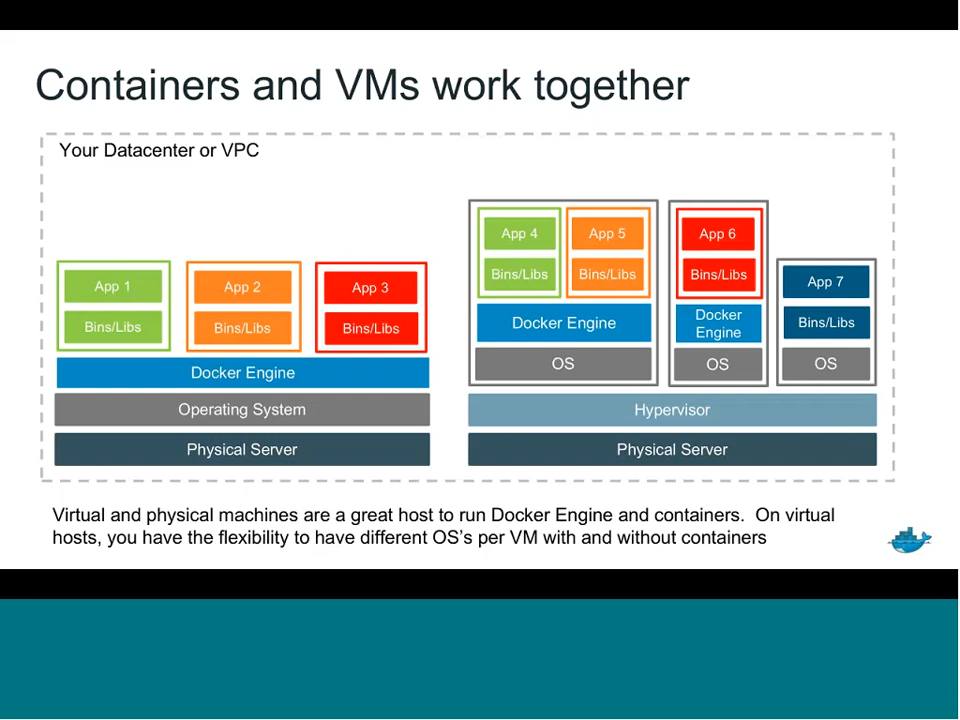 Containers and VMs work together
Your Datacenter or VPC
App 1
Bins/Libs
App 2
Bins/Libs
App 3
Bins/Libs
Docker Engine
Operating System
Physical Server
App 4
Bins/Libs
App 5
Bins/Libs
Docker Engine
OS
App 6
Bins/Libs
Docker
Engine
OS
App 7
Bins/Libs
OS
Hypervisor
Physical Server
Virtual and physical machines are a great host to run Docker Engine and containers.  On virtual
hosts, you have the flexibility to have different OS's per VM with and without containers